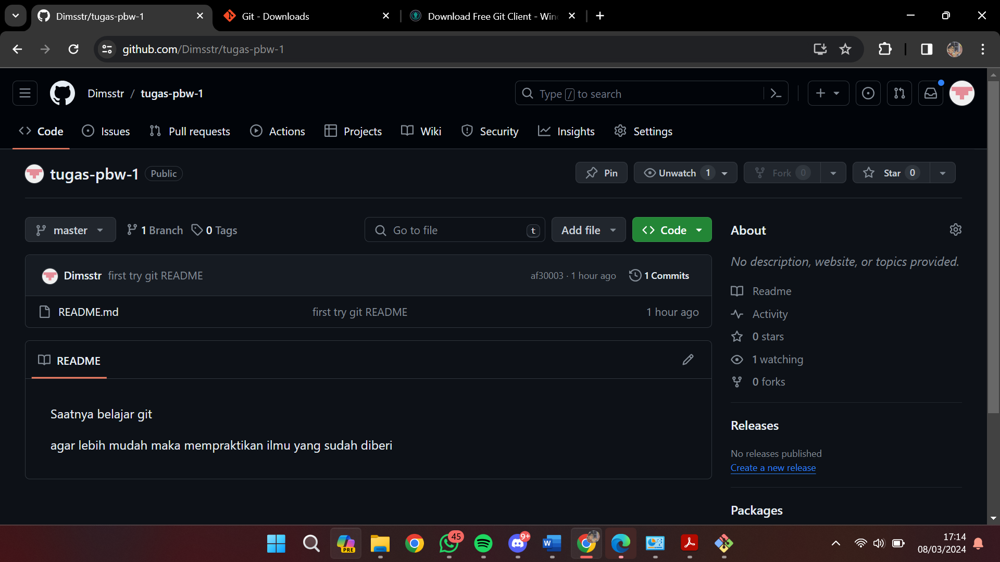 Dimsstr/tugas-pbw-1
Git - Downloads
Download Free Git Client - Win
github.com/Dimsstr/tugas-pbw-1
Dimsstr / tugas-pbw-1
Type / to search
Code
Issues
Pull requests
Actions
Projects
Wiki
Security
Insights
Settings
tugas-pbw-1 Public
Pin
Unwatch 1
Fork 0
Star 0
master
1 Branch
0 Tags
Go to file t
Add file
Code
About
No description, website, or topics provided.
Dimsstr first try git README af30003 · 1 hour ago 1 Commits
README.md first try git README 1 hour ago
Readme
Activity
0 stars
1 watching
0 forks
README
Saatnya belajar git
agar lebih mudah maka mempraktikan ilmu yang sudah diberi
Releases
No releases published
Create a new release
Packages
PRE
45
9+
W
17:14
08/03/2024